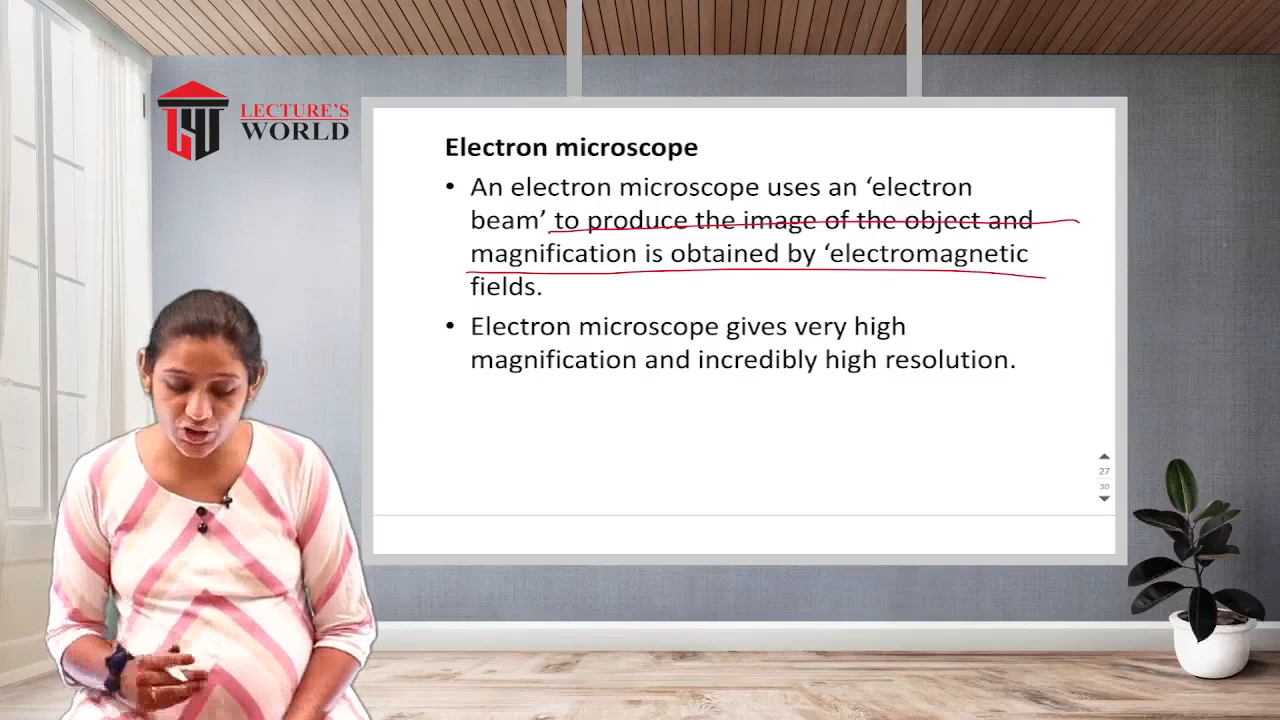 LECTURE'S
WORLD
Electron microscope
• An electron microscope uses an ‘electron
beam’ to produce the image of the object and
magnification is obtained by ‘electromagnetic
fields.
• Electron microscope gives very high
magnification and incredibly high resolution.
27
30